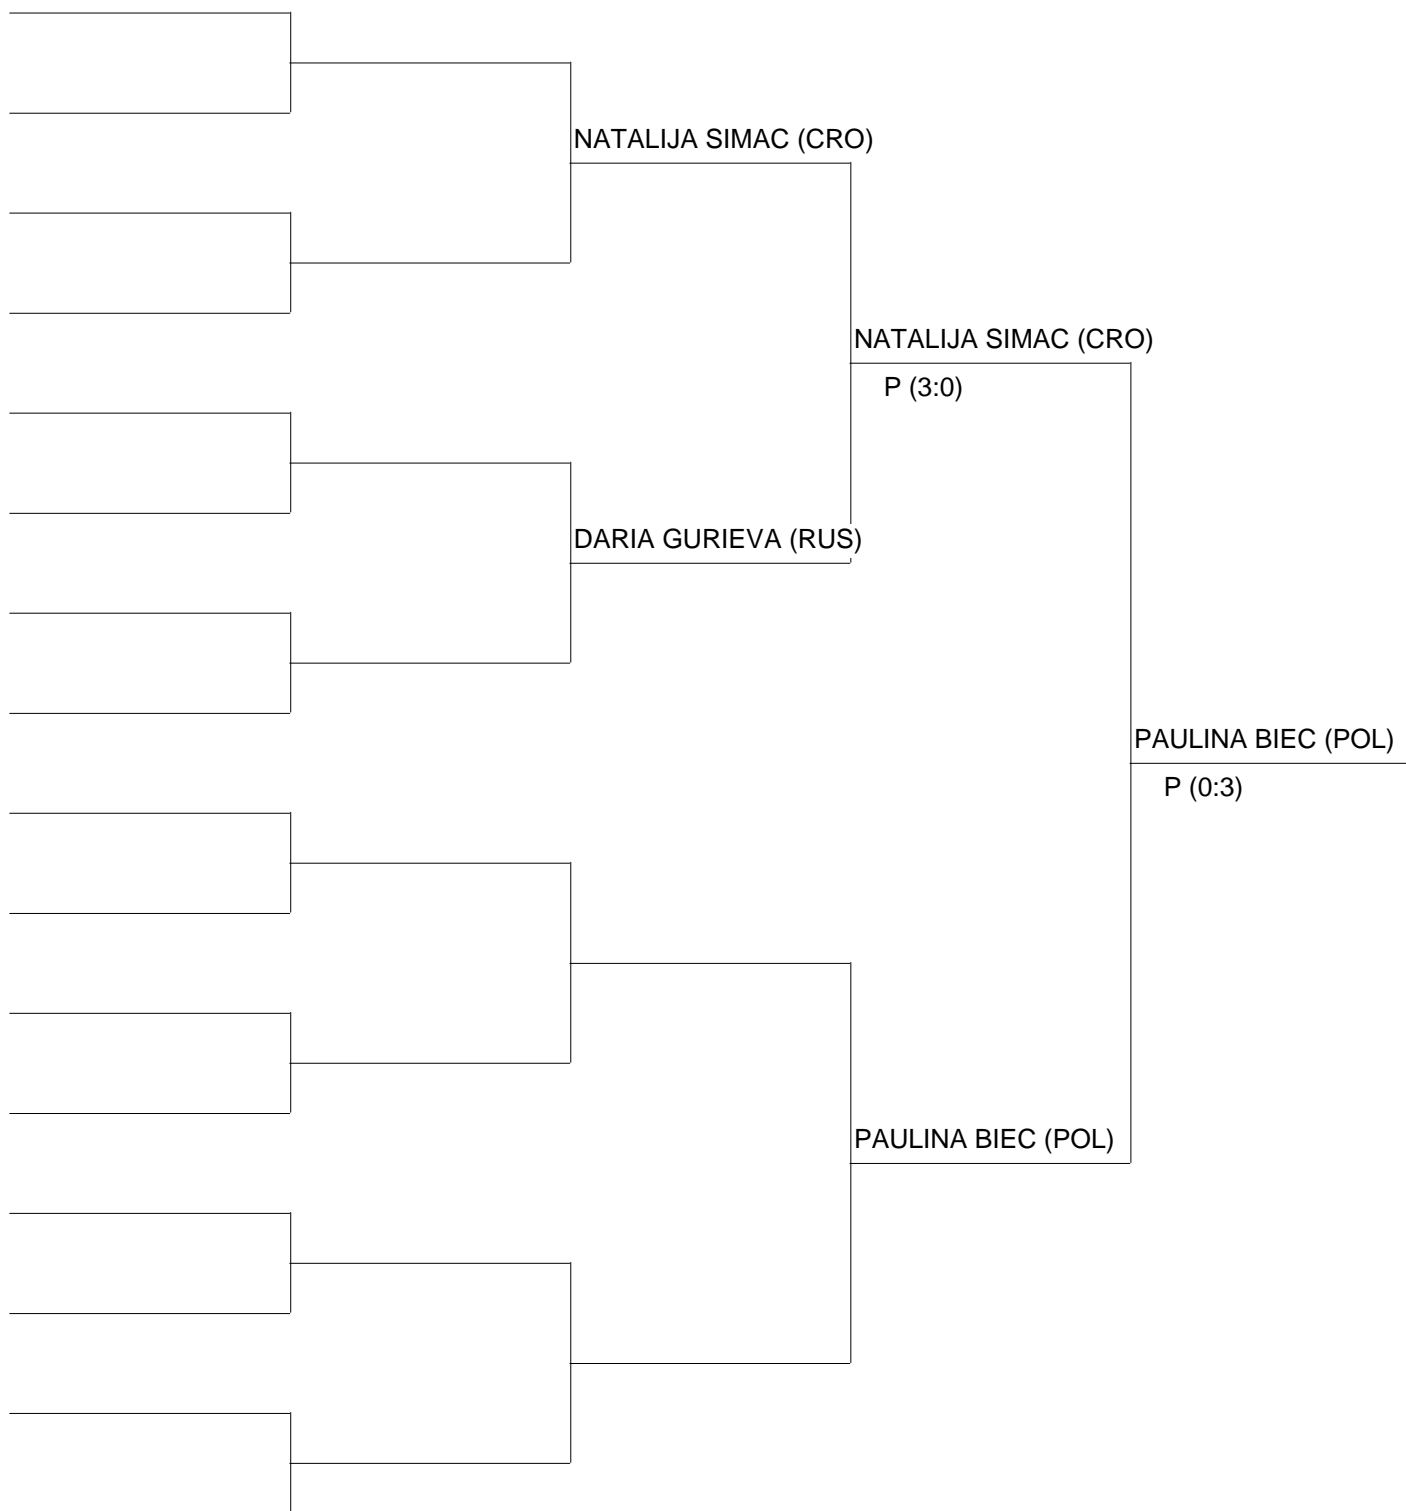 NATALIJA SIMAC (CRO)
NATALIJA SIMAC (CRO)
P (3:0)
DARIA GURIEVA (RUS)
PAULINA BIEC (POL)
P (0:3)
PAULINA BIEC (POL)